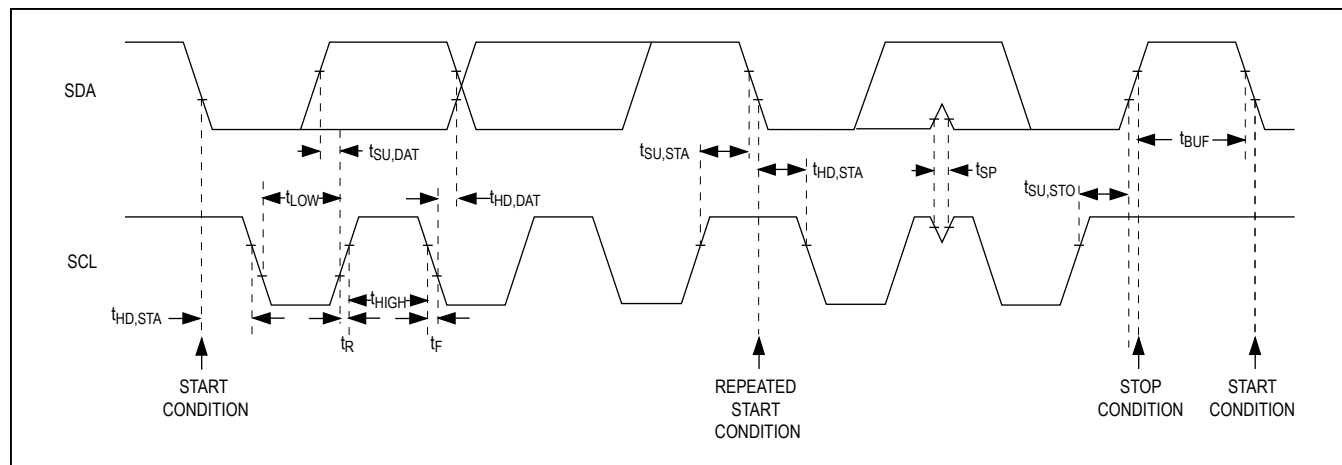 SDA
tSU,DAT
tSU,STA
tHD,STA
tSP
tBUF
tSU,STO
tLOW
tHD,DAT
SCL
tHIGH
tHD,STA
tR
tF
START
CONDITION
REPEATED
START
CONDITION
STOP
CONDITION
START
CONDITION